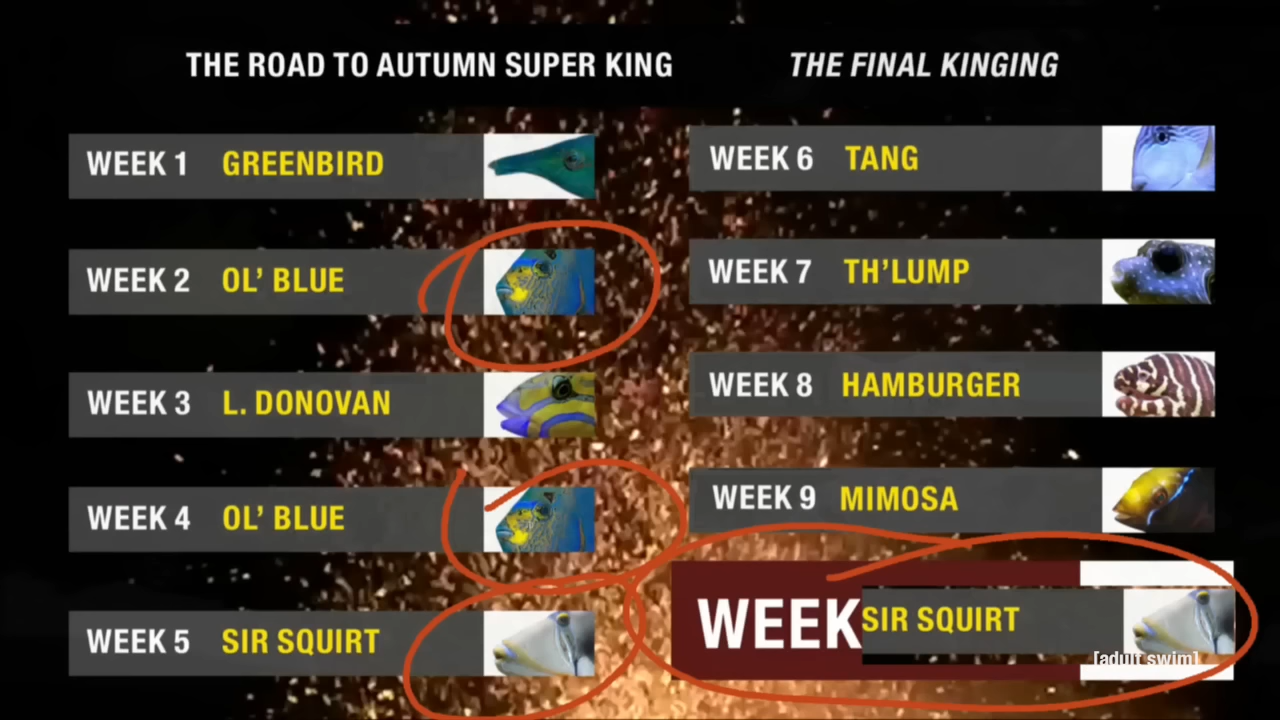 THE ROAD TO AUTUMN SUPER KING
WEEK 1 GREENBIRD
WEEK 2 OL' BLUE
WEEK 3 L. DONOVAN
WEEK 4 OL' BLUE
WEEK 5 SIR SQUIRT
THE FINAL KINGING
WEEK 6 TANG
WEEK 7 TH'LUMP
WEEK 8 HAMBURGER
WEEK 9 MIMOSA
WEEK SIR SQUIRT
[adult swim]